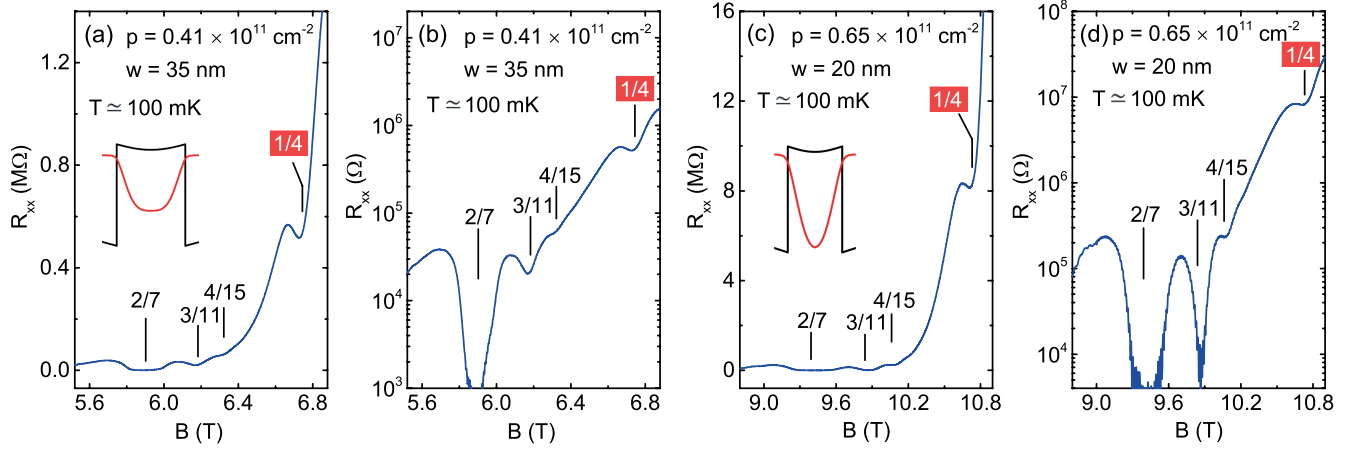 (a) p = 0.41 × 10¹¹ cm⁻²
w = 35 nm
T ≃ 100 mK
1/4
2/7
3/11
4/15
1.2
0.8
0.4
0.0
Rxx (MΩ)
5.6 6.0 6.4 6.8
B (T)
(b) p = 0.41 × 10¹¹ cm⁻²
w = 35 nm
T ≃ 100 mK
1/4
4/15
3/11
2/7
10⁷
10⁶
10⁵
10⁴
10³
Rxx (Ω)
5.6 6.0 6.4 6.8
B (T)
(c) p = 0.65 × 10¹¹ cm⁻²
w = 20 nm
T ≃ 100 mK
1/4
4/15
2/7
3/11
16
12
8
4
0
Rxx (MΩ)
9.0 9.6 10.2 10.8
B (T)
(d) p = 0.65 × 10¹¹ cm⁻²
w = 20 nm
1/4
T ≃ 100 mK
4/15
3/11
2/7
10⁸
10⁷
10⁶
10⁵
10⁴
Rxx (Ω)
9.0 9.6 10.2 10.8
B (T)